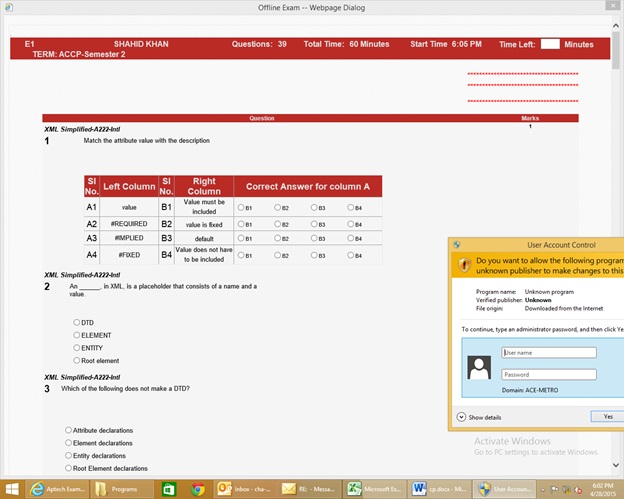 Offline Exam -- Webpage Dialog
E1 SHAHID KHAN Questions: 39 Total Time: 60 Minutes Start Time 6:05 PM Time Left: Minutes
TERM: ACCP-Semester 2
Question Marks
XML Simplified-A222-Intl 1
1 Match the attribute value with the description
Sl No. Left Column Sl No. Right Column Correct Answer for column A
A1 value B1 Value must be included B1 B2 B3 B4
A2 #REQUIRED B2 value is fixed B1 B2 B3 B4
A3 #IMPLIED B3 default B1 B2 B3 B4
A4 #FIXED B4 Value does not have to be included B1 B2 B3 B4
XML Simplified-A222-Intl
2 An ______, in XML, is a placeholder that consists of a name and a
value.
DTD
ELEMENT
ENTITY
Root element
XML Simplified-A222-Intl
3 Which of the following does not make a DTD?
Attribute declarations
Element declarations
Entity declarations
Root Element declarations
User Account Control
Do you want to allow the following program
unknown publisher to make changes to this
Program name: Unknown program
Verified publisher: Unknown
File origin: Downloaded from the Internet
To continue, type an administrator password, and then click Ye
User name
Password
Domain: ACE-METRO
Show details Yes
Activate Windows
Go to PC settings to activate Windows.
Aptech Exam... Programs inbox - cha... RE: - Messa... Microsoft Ex... cp.docx - Mi... User Accoun...
6:02 PM
4/28/2015